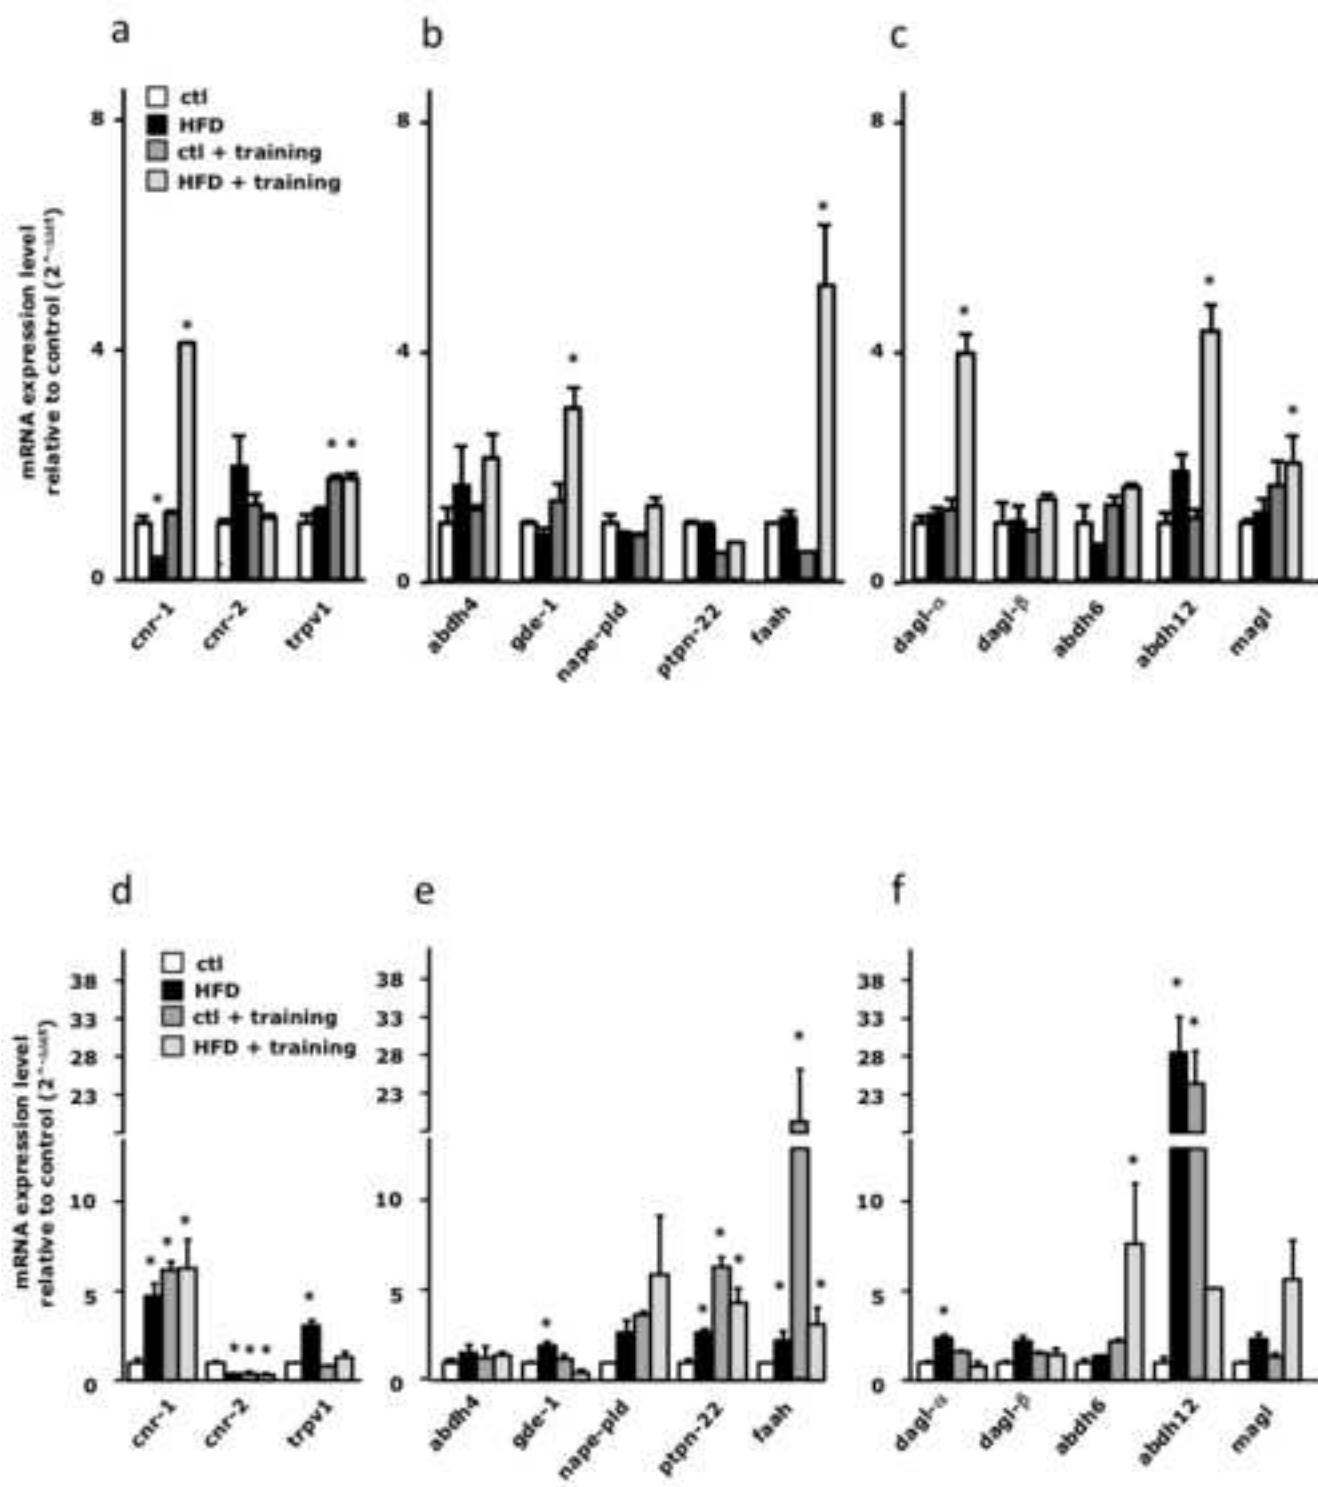 a
b
c
ctl
HFD
ctl + training
HFD + training
8
4
0
8
4
0
8
4
0
mRNA expression level
relative to control (2^-ΔΔct)
cnr-1
cnr-2
trpv1
abdh4
gde-1
nape-pld
ptpn-22
faah
dagl-α
dagl-β
abdh6
abdh12
magl
* * * *
* *
* * *
d
e
f
ctl
HFD
ctl + training
HFD + training
38
33
28
23
10
5
0
38
33
28
23
10
5
0
38
33
28
23
10
5
0
mRNA expression level
relative to control (2^-ΔΔct)
cnr-1
cnr-2
trpv1
abdh4
gde-1
nape-pld
ptpn-22
faah
dagl-α
dagl-β
abdh6
abdh12
magl
* * * * * * *
* * * * * * *
* * * *